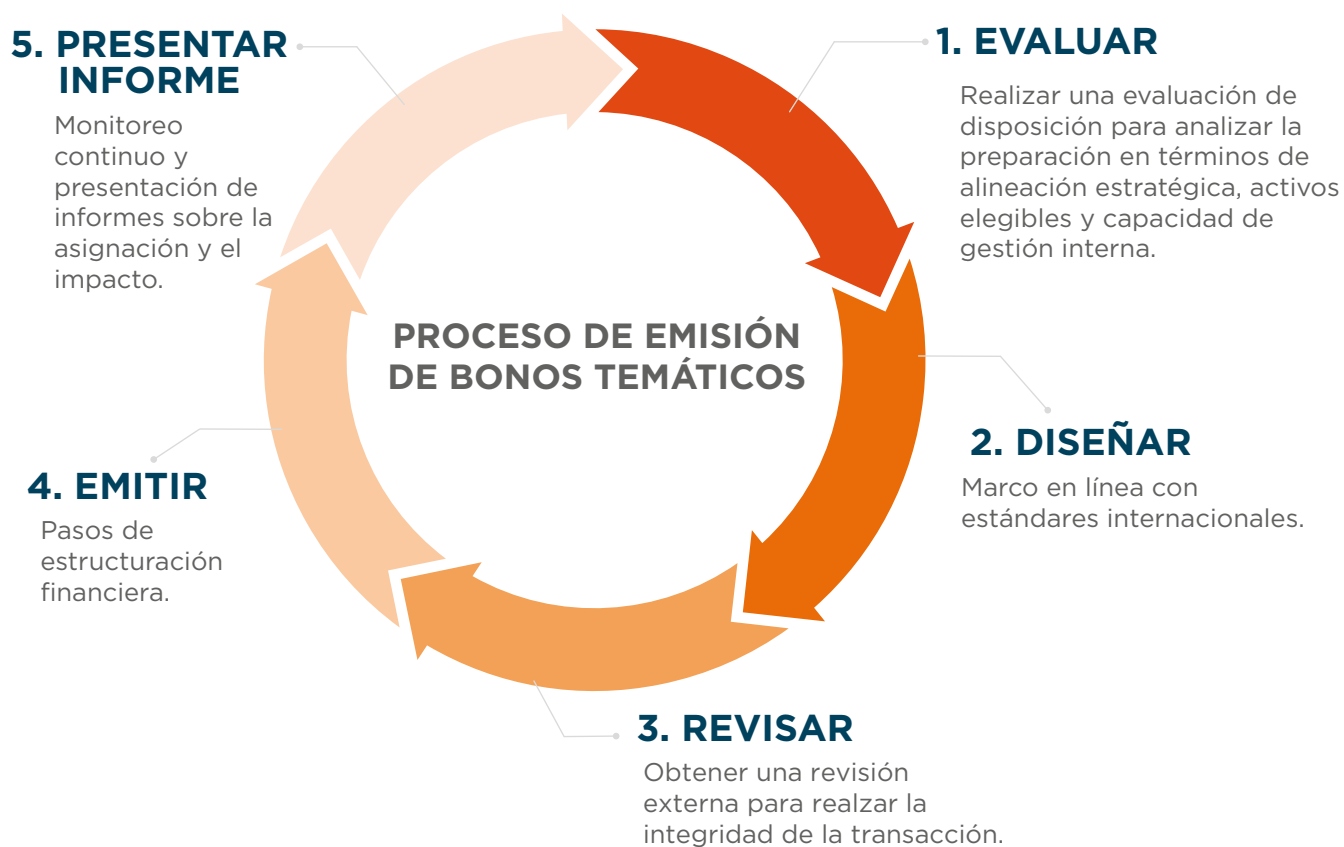 PROCESO DE EMISIÓN
DE BONOS TEMÁTICOS
1. EVALUAR
Realizar una evaluación de
disposición para analizar la
preparación en términos de
alineación estratégica, activos
elegibles y capacidad de
gestión interna.
2. DISEÑAR
Marco en línea con
estándares internacionales.
3. REVISAR
Obtener una revisión
externa para realzar la
integridad de la transacción.
4. EMITIR
Pasos de
estructuración
financiera.
5. PRESENTAR
INFORME
Monitoreo
continuo y
presentación de
informes sobre la
asignación y el
impacto.